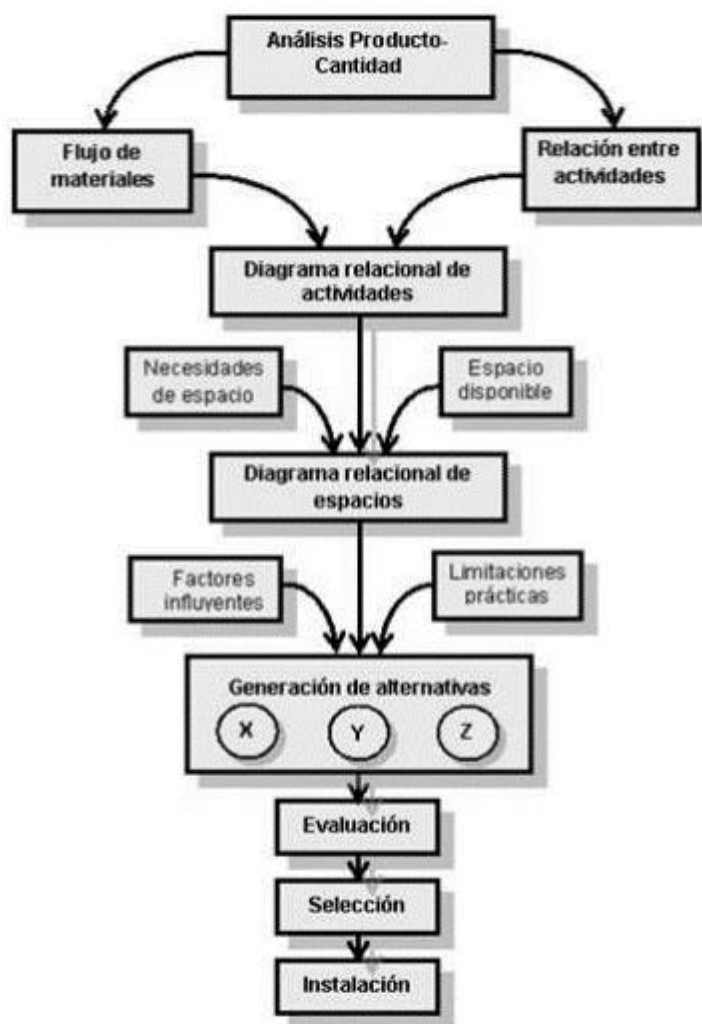 Análisis Producto-
Cantidad
Flujo de
materiales
Relación entre
actividades
Diagrama relacional de
actividades
Necesidades
de espacio
Espacio
disponible
Diagrama relacional de
espacios
Factores
influyentes
Limitaciones
prácticas
Generación de alternativas
X
Y
Z
Evaluación
Selección
Instalación